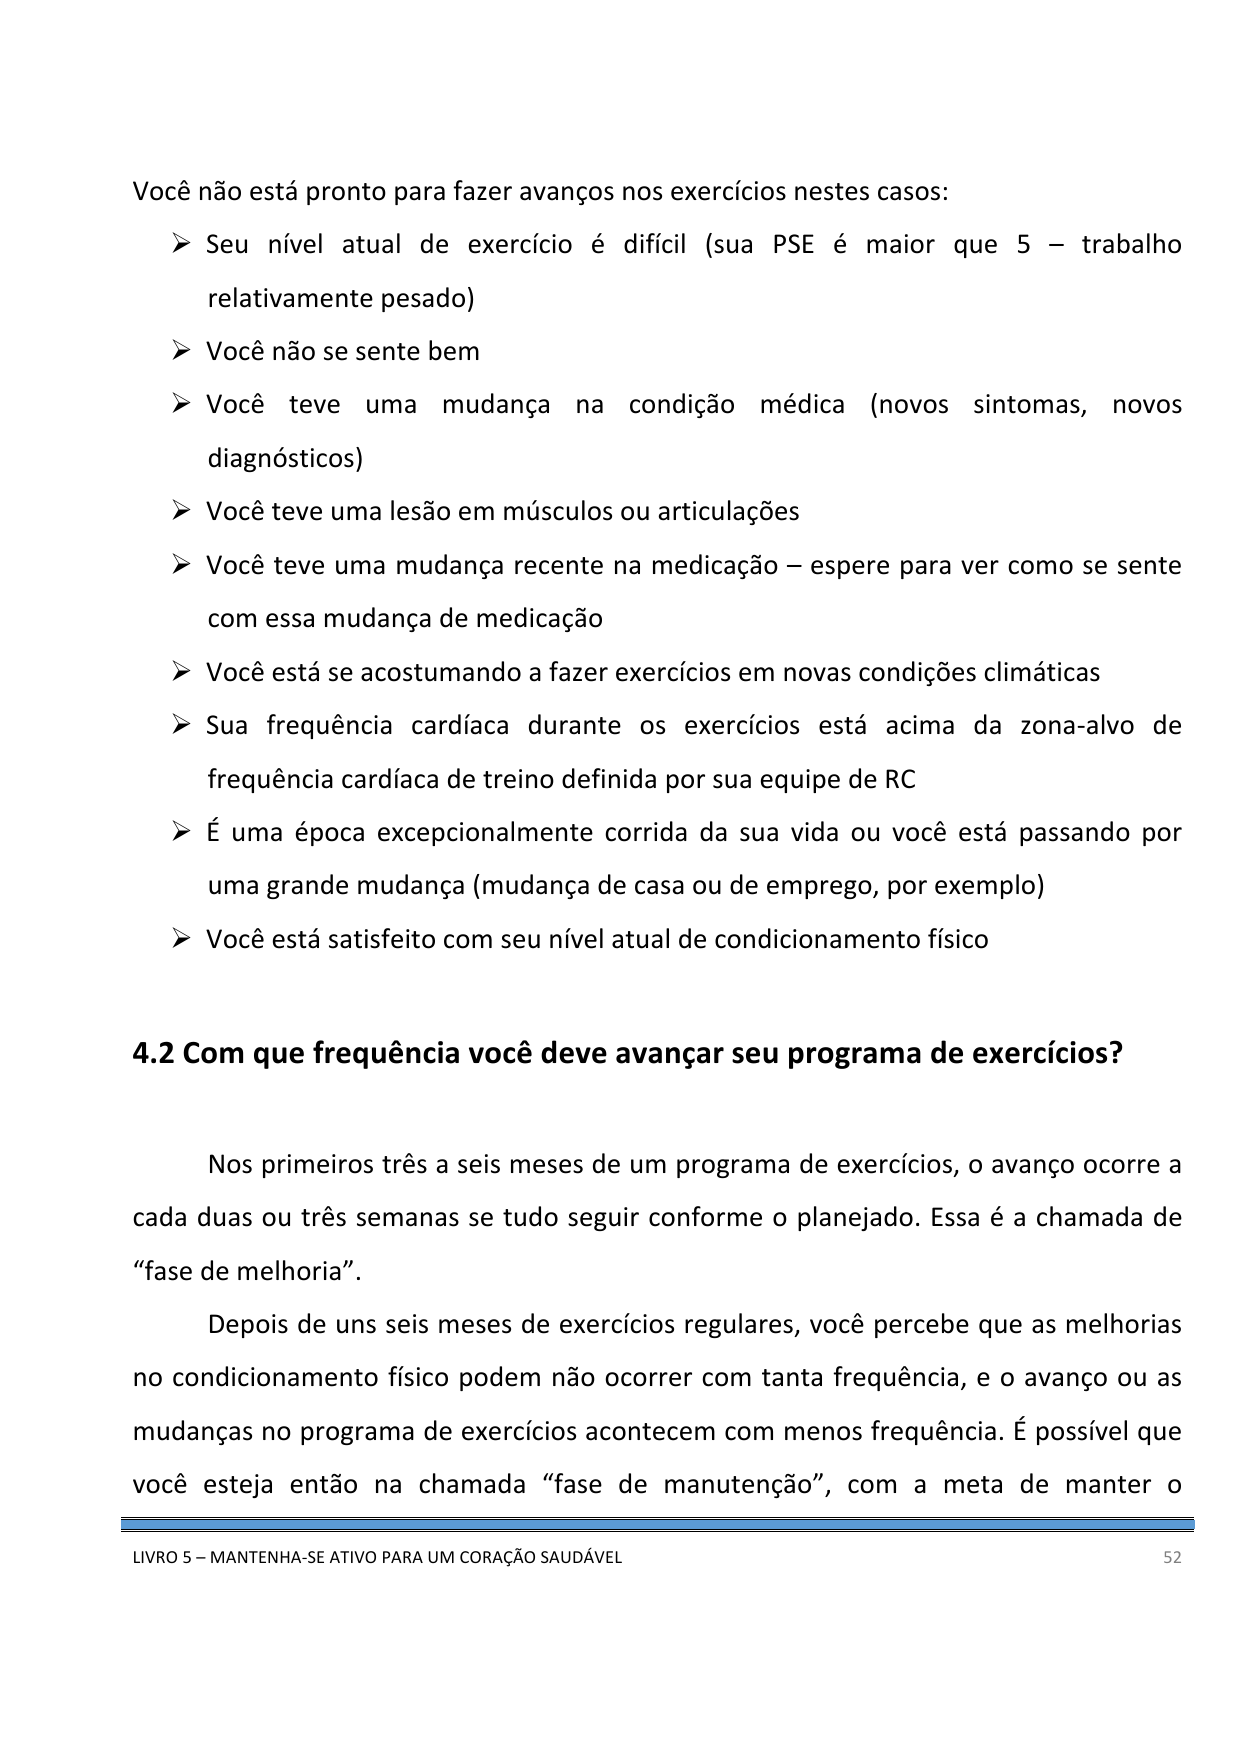 Você não está pronto para fazer avanços nos exercícios nestes casos:
➢ Seu nível atual de exercício é difícil (sua PSE é maior que 5 – trabalho
relativamente pesado)
➢ Você não se sente bem
➢ Você teve uma mudança na condição médica (novos sintomas, novos
diagnósticos)
➢ Você teve uma lesão em músculos ou articulações
➢ Você teve uma mudança recente na medicação – espere para ver como se sente
com essa mudança de medicação
➢ Você está se acostumando a fazer exercícios em novas condições climáticas
➢ Sua frequência cardíaca durante os exercícios está acima da zona-alvo de
frequência cardíaca de treino definida por sua equipe de RC
➢ É uma época excepcionalmente corrida da sua vida ou você está passando por
uma grande mudança (mudança de casa ou de emprego, por exemplo)
➢ Você está satisfeito com seu nível atual de condicionamento físico
4.2 Com que frequência você deve avançar seu programa de exercícios?
Nos primeiros três a seis meses de um programa de exercícios, o avanço ocorre a
cada duas ou três semanas se tudo seguir conforme o planejado. Essa é a chamada de
“fase de melhoria”.
Depois de uns seis meses de exercícios regulares, você percebe que as melhorias
no condicionamento físico podem não ocorrer com tanta frequência, e o avanço ou as
mudanças no programa de exercícios acontecem com menos frequência. É possível que
você esteja então na chamada “fase de manutenção”, com a meta de manter o
LIVRO 5 – MANTENHA-SE ATIVO PARA UM CORAÇÃO SAUDÁVEL 52